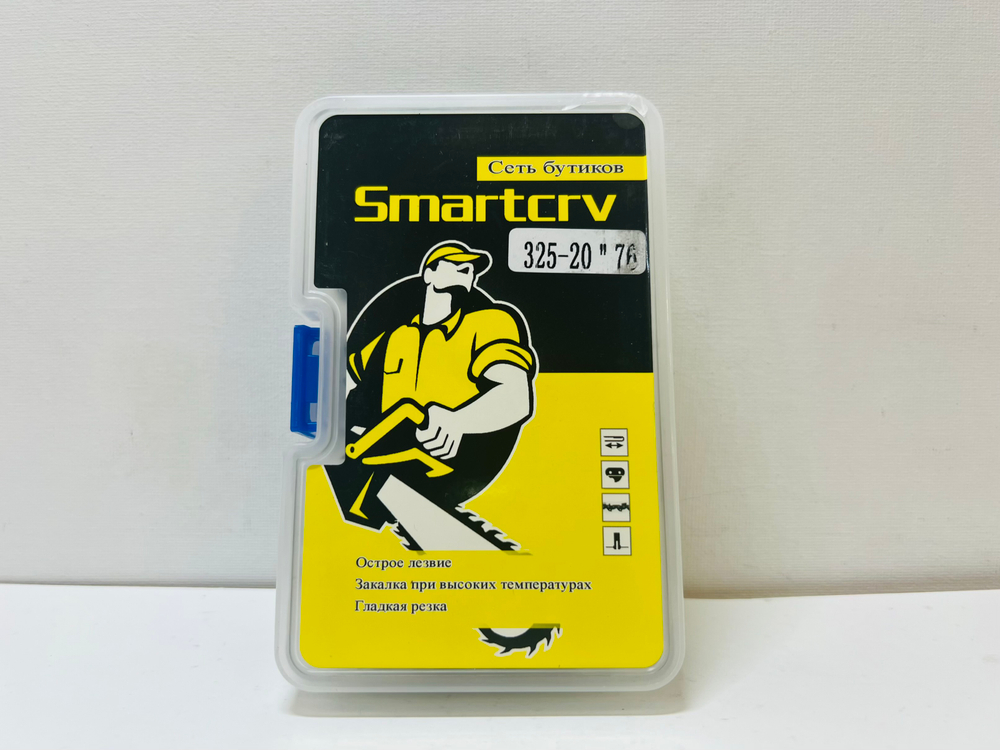 Сеть бутиков
Smartcrv
325-20 " 76
Острое лезвие
Закалка при высоких температурах
Гладкая резка